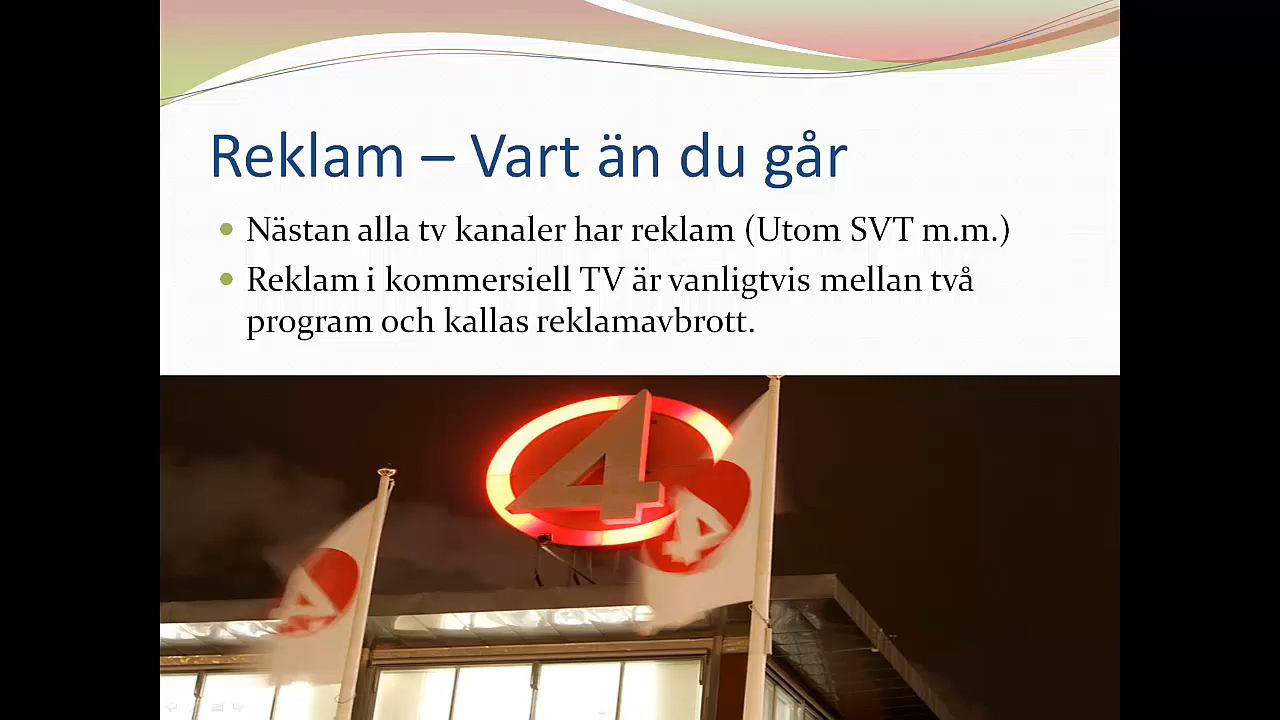 Reklam – Vart än du går
Nästan alla tv kanaler har reklam (Utom SVT m.m.)
Reklam i kommersiell TV är vanligtvis mellan två
program och kallas reklamavbrott.
4
4
4